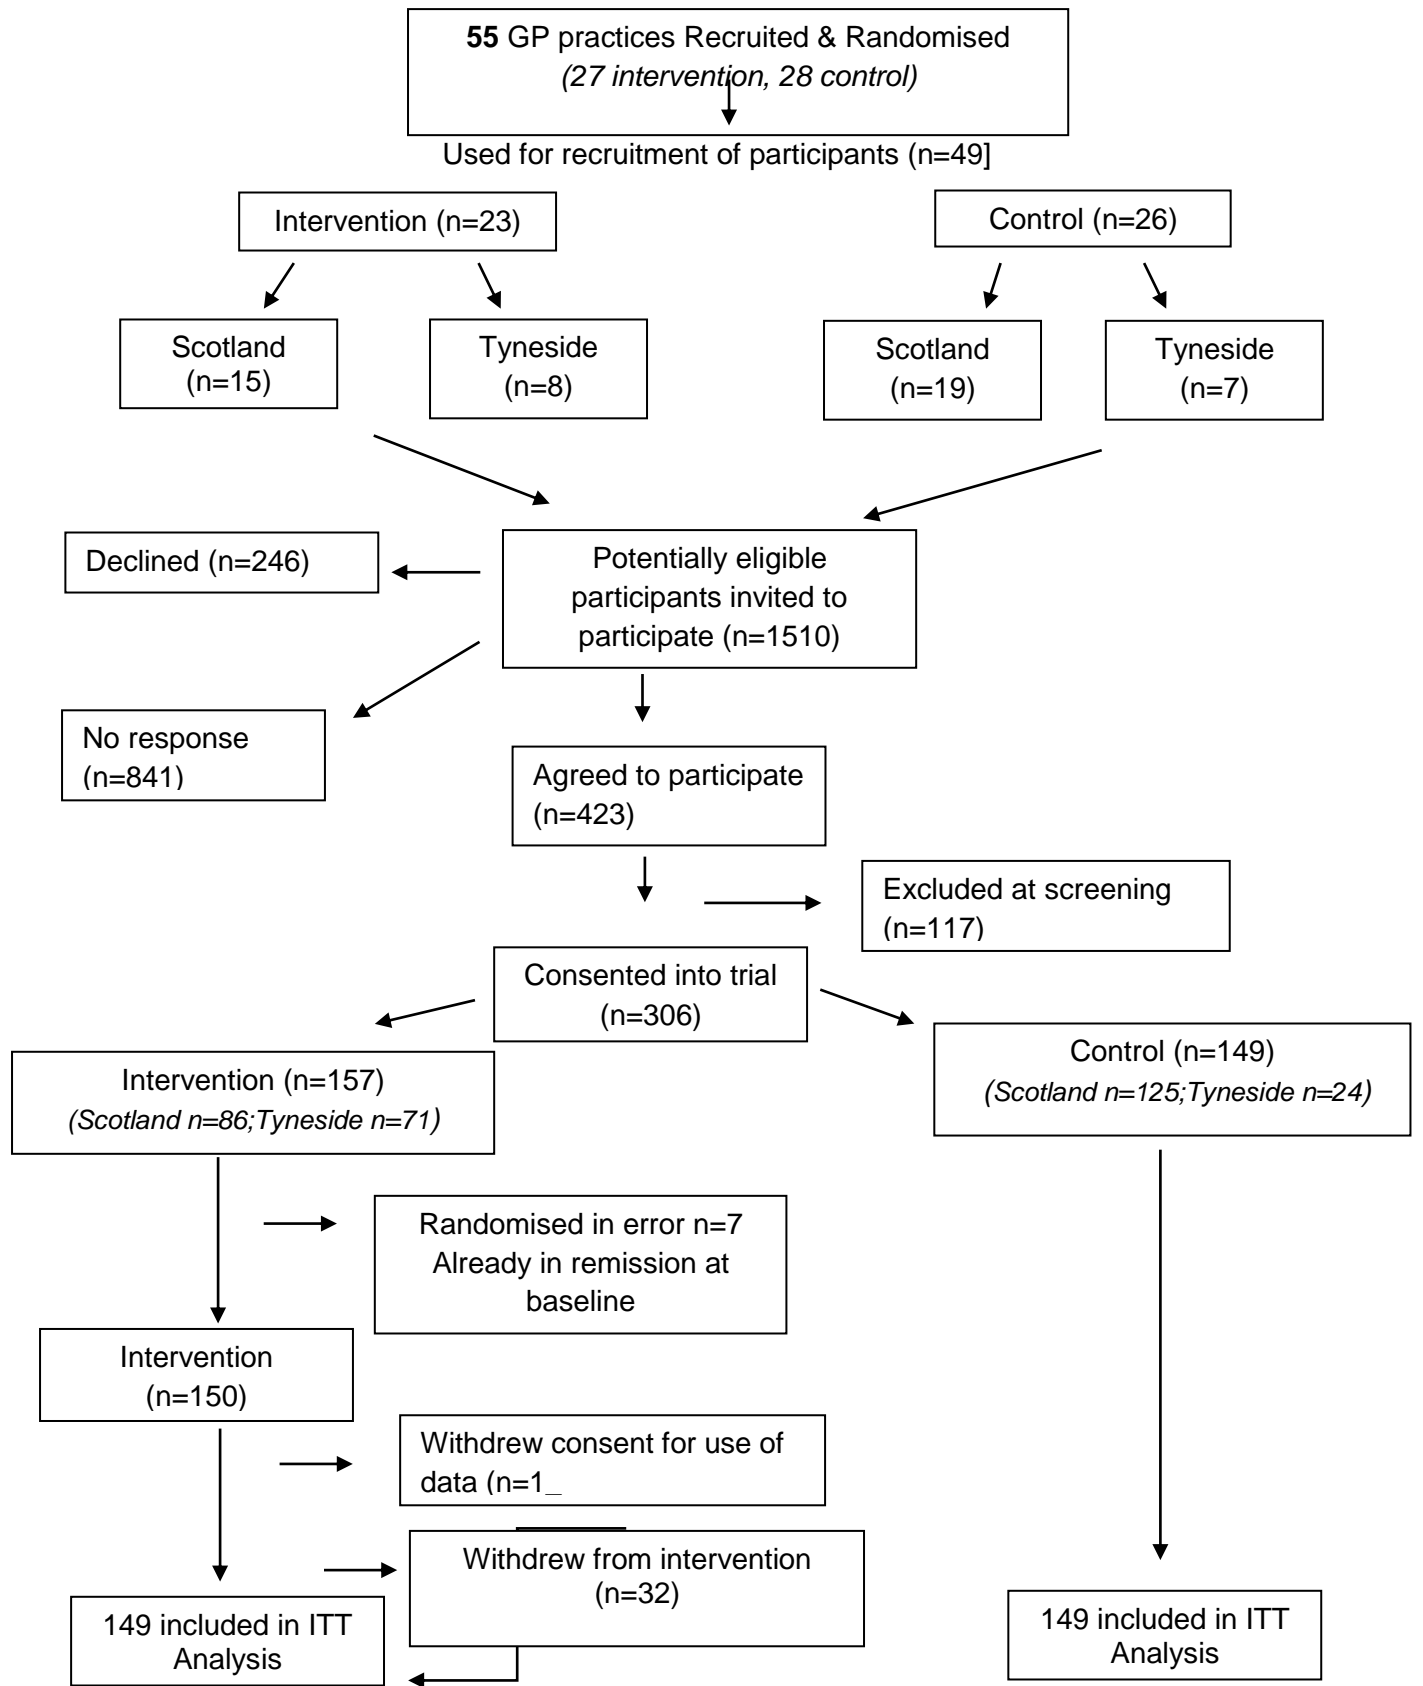 55 GP practices Recruited & Randomised
(27 intervention, 28 control)
Used for recruitment of participants (n=49]
Intervention (n=23)
Control (n=26)
Scotland
(n=15)
Tyneside
(n=8)
Scotland
(n=19)
Tyneside
(n=7)
Declined (n=246)
Potentially eligible
participants invited to
participate (n=1510)
No response
(n=841)
Agreed to participate
(n=423)
Excluded at screening
(n=117)
Consented into trial
(n=306)
Intervention (n=157)
(Scotland n=86;Tyneside n=71)
Control (n=149)
(Scotland n=125;Tyneside n=24)
Randomised in error n=7
Already in remission at
baseline
Intervention
(n=150)
Withdrew consent for use of
data (n=1_
Withdrew from intervention
(n=32)
149 included in ITT
Analysis
149 included in ITT
Analysis